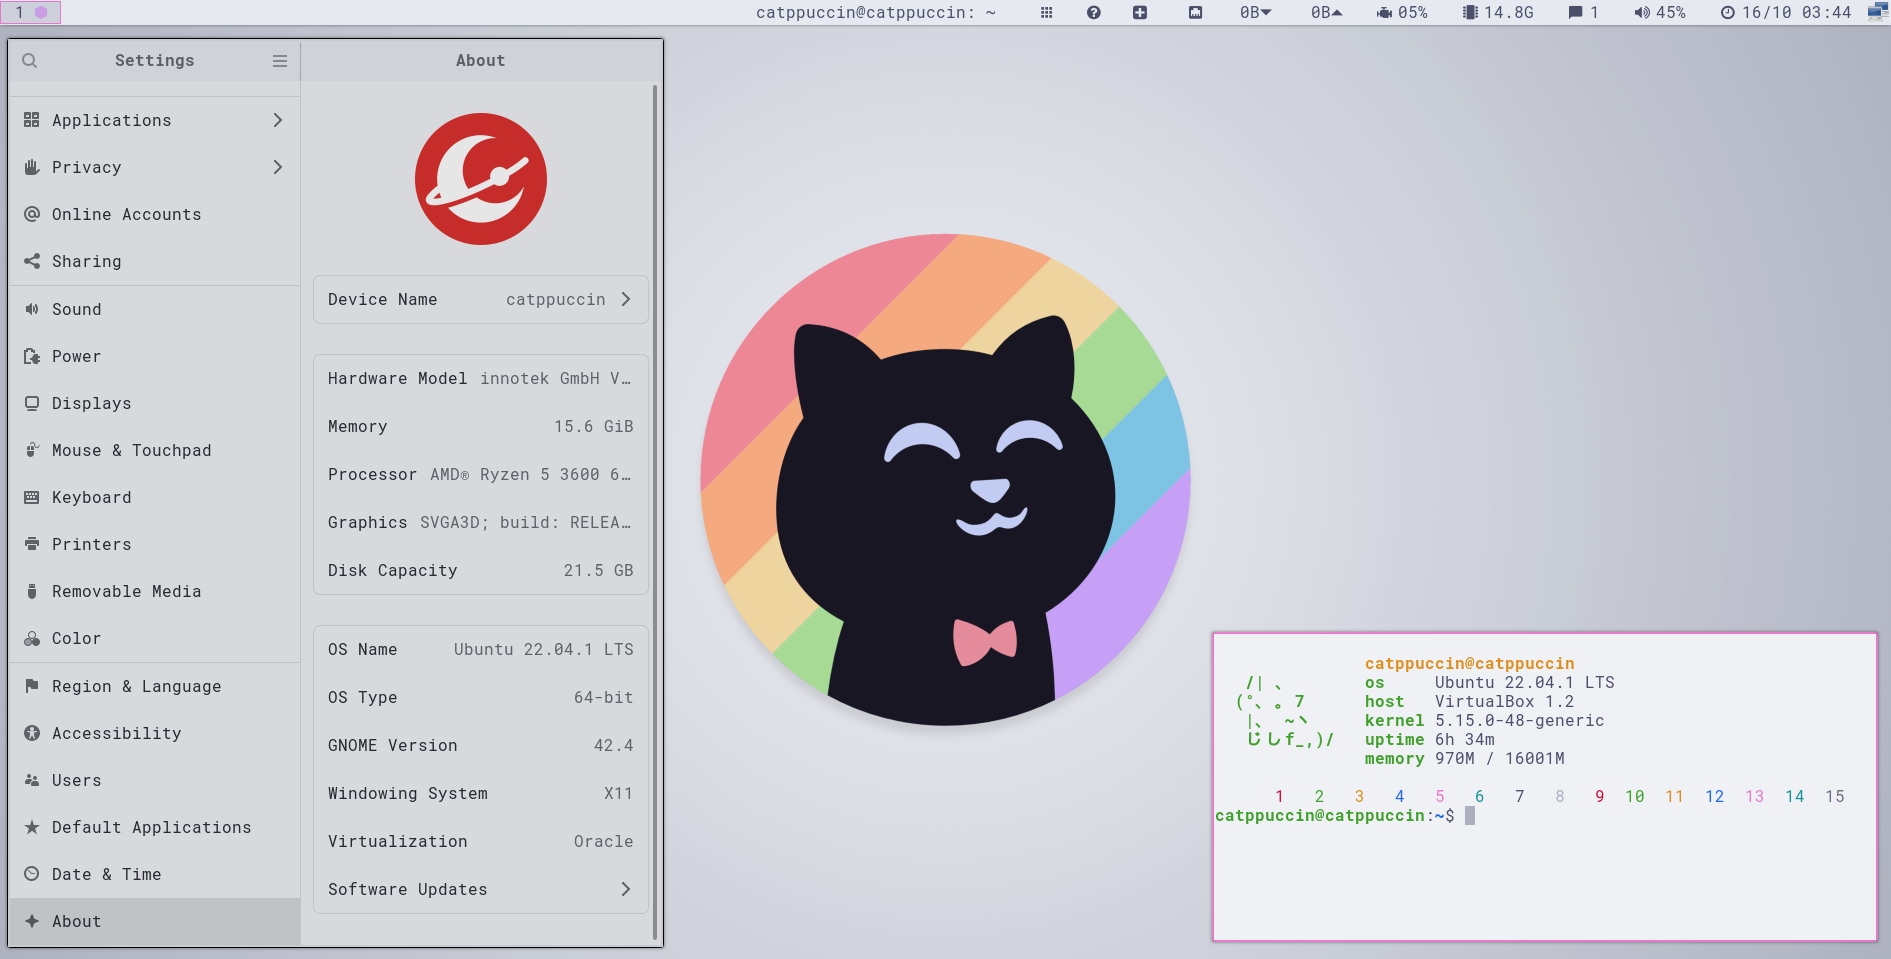 1
catppuccin@catppuccin: ~
0B
0B
05%
14.8G
1
45%
16/10 03:44
Settings
About
Applications
Privacy
Online Accounts
Sharing
Sound
Power
Displays
Mouse & Touchpad
Keyboard
Printers
Removable Media
Color
Region & Language
Accessibility
Users
Default Applications
Date & Time
About
Device Name catppuccin
Hardware Model innotek GmbH V…
Memory 15.6 GiB
Processor AMD® Ryzen 5 3600 6…
Graphics SVGA3D; build: RELEA…
Disk Capacity 21.5 GB
OS Name Ubuntu 22.04.1 LTS
OS Type 64-bit
GNOME Version 42.4
Windowing System X11
Virtualization Oracle
Software Updates
catppuccin@catppuccin
/| 、 os Ubuntu 22.04.1 LTS
(°、 。7 host VirtualBox 1.2
|、 ~ヽ kernel 5.15.0-48-generic
じしf_,)/ uptime 6h 34m
memory 970M / 16001M
1 2 3 4 5 6 7 8 9 10 11 12 13 14 15
catppuccin@catppuccin:~$